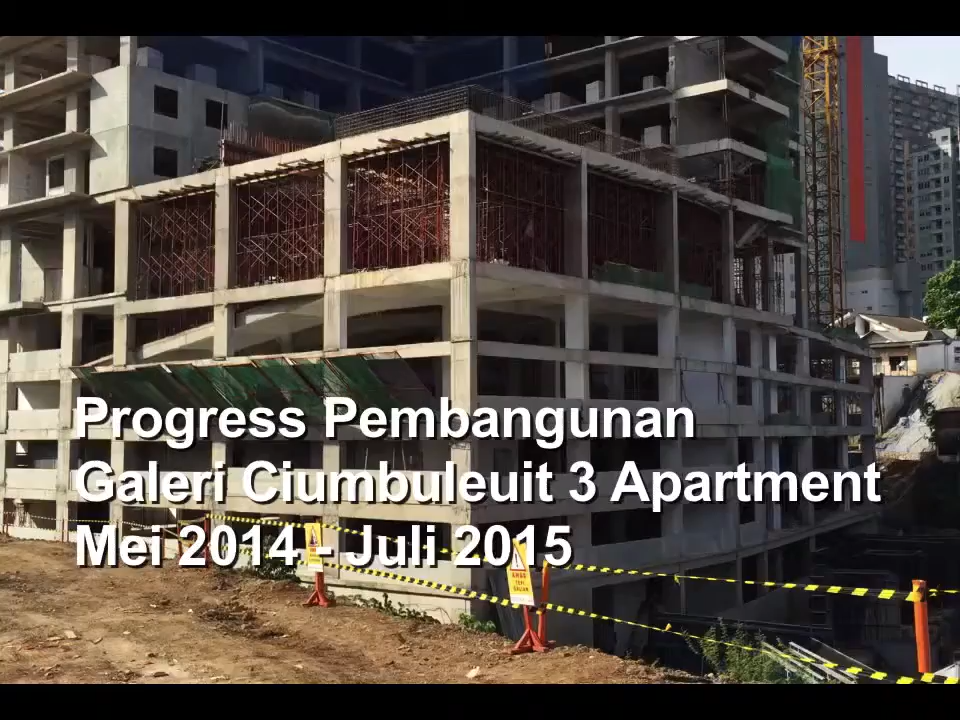 Progress Pembangunan
Galeri Ciumbuleuit 3 Apartment
Mei 2014 - Juli 2015